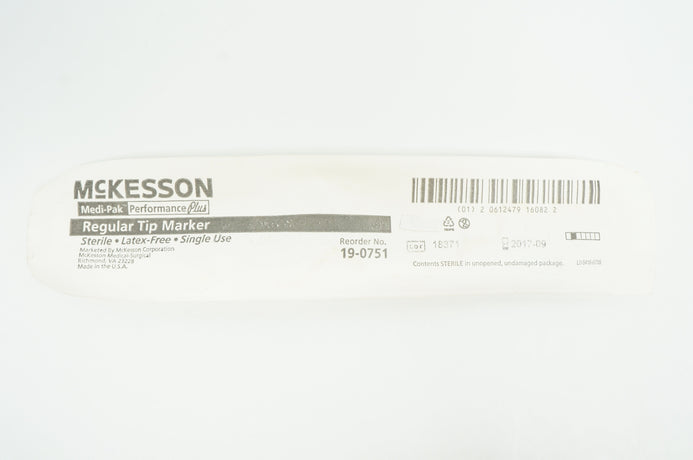 McKESSON
Medi-Pak Performance Plus
Regular Tip Marker
Sterile • Latex-Free • Single Use
Marketed by McKesson Corporation
McKesson Medical-Surgical
Richmond, VA 23228
Made in the U.S.A.
Reorder No.
19-0751
(01) 2 0612479 16082 2
LOT 18371
2017-09
Contents STERILE in unopened, undamaged package.